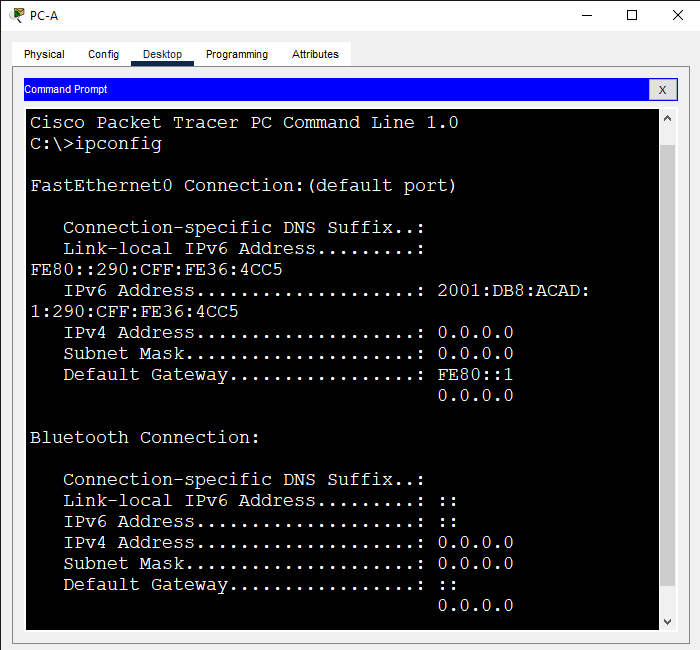 PC-A
Physical Config Desktop Programming Attributes
Command Prompt X
Cisco Packet Tracer PC Command Line 1.0
C:\>ipconfig
FastEthernet0 Connection:(default port)
Connection-specific DNS Suffix..:
Link-local IPv6 Address.........:
FE80::290:CFF:FE36:4CC5
IPv6 Address....................: 2001:DB8:ACAD:
1:290:CFF:FE36:4CC5
IPv4 Address....................: 0.0.0.0
Subnet Mask.....................: 0.0.0.0
Default Gateway.................: FE80::1
0.0.0.0
Bluetooth Connection:
Connection-specific DNS Suffix..:
Link-local IPv6 Address.........: ::
IPv6 Address....................: ::
IPv4 Address....................: 0.0.0.0
Subnet Mask.....................: 0.0.0.0
Default Gateway.................: ::
0.0.0.0